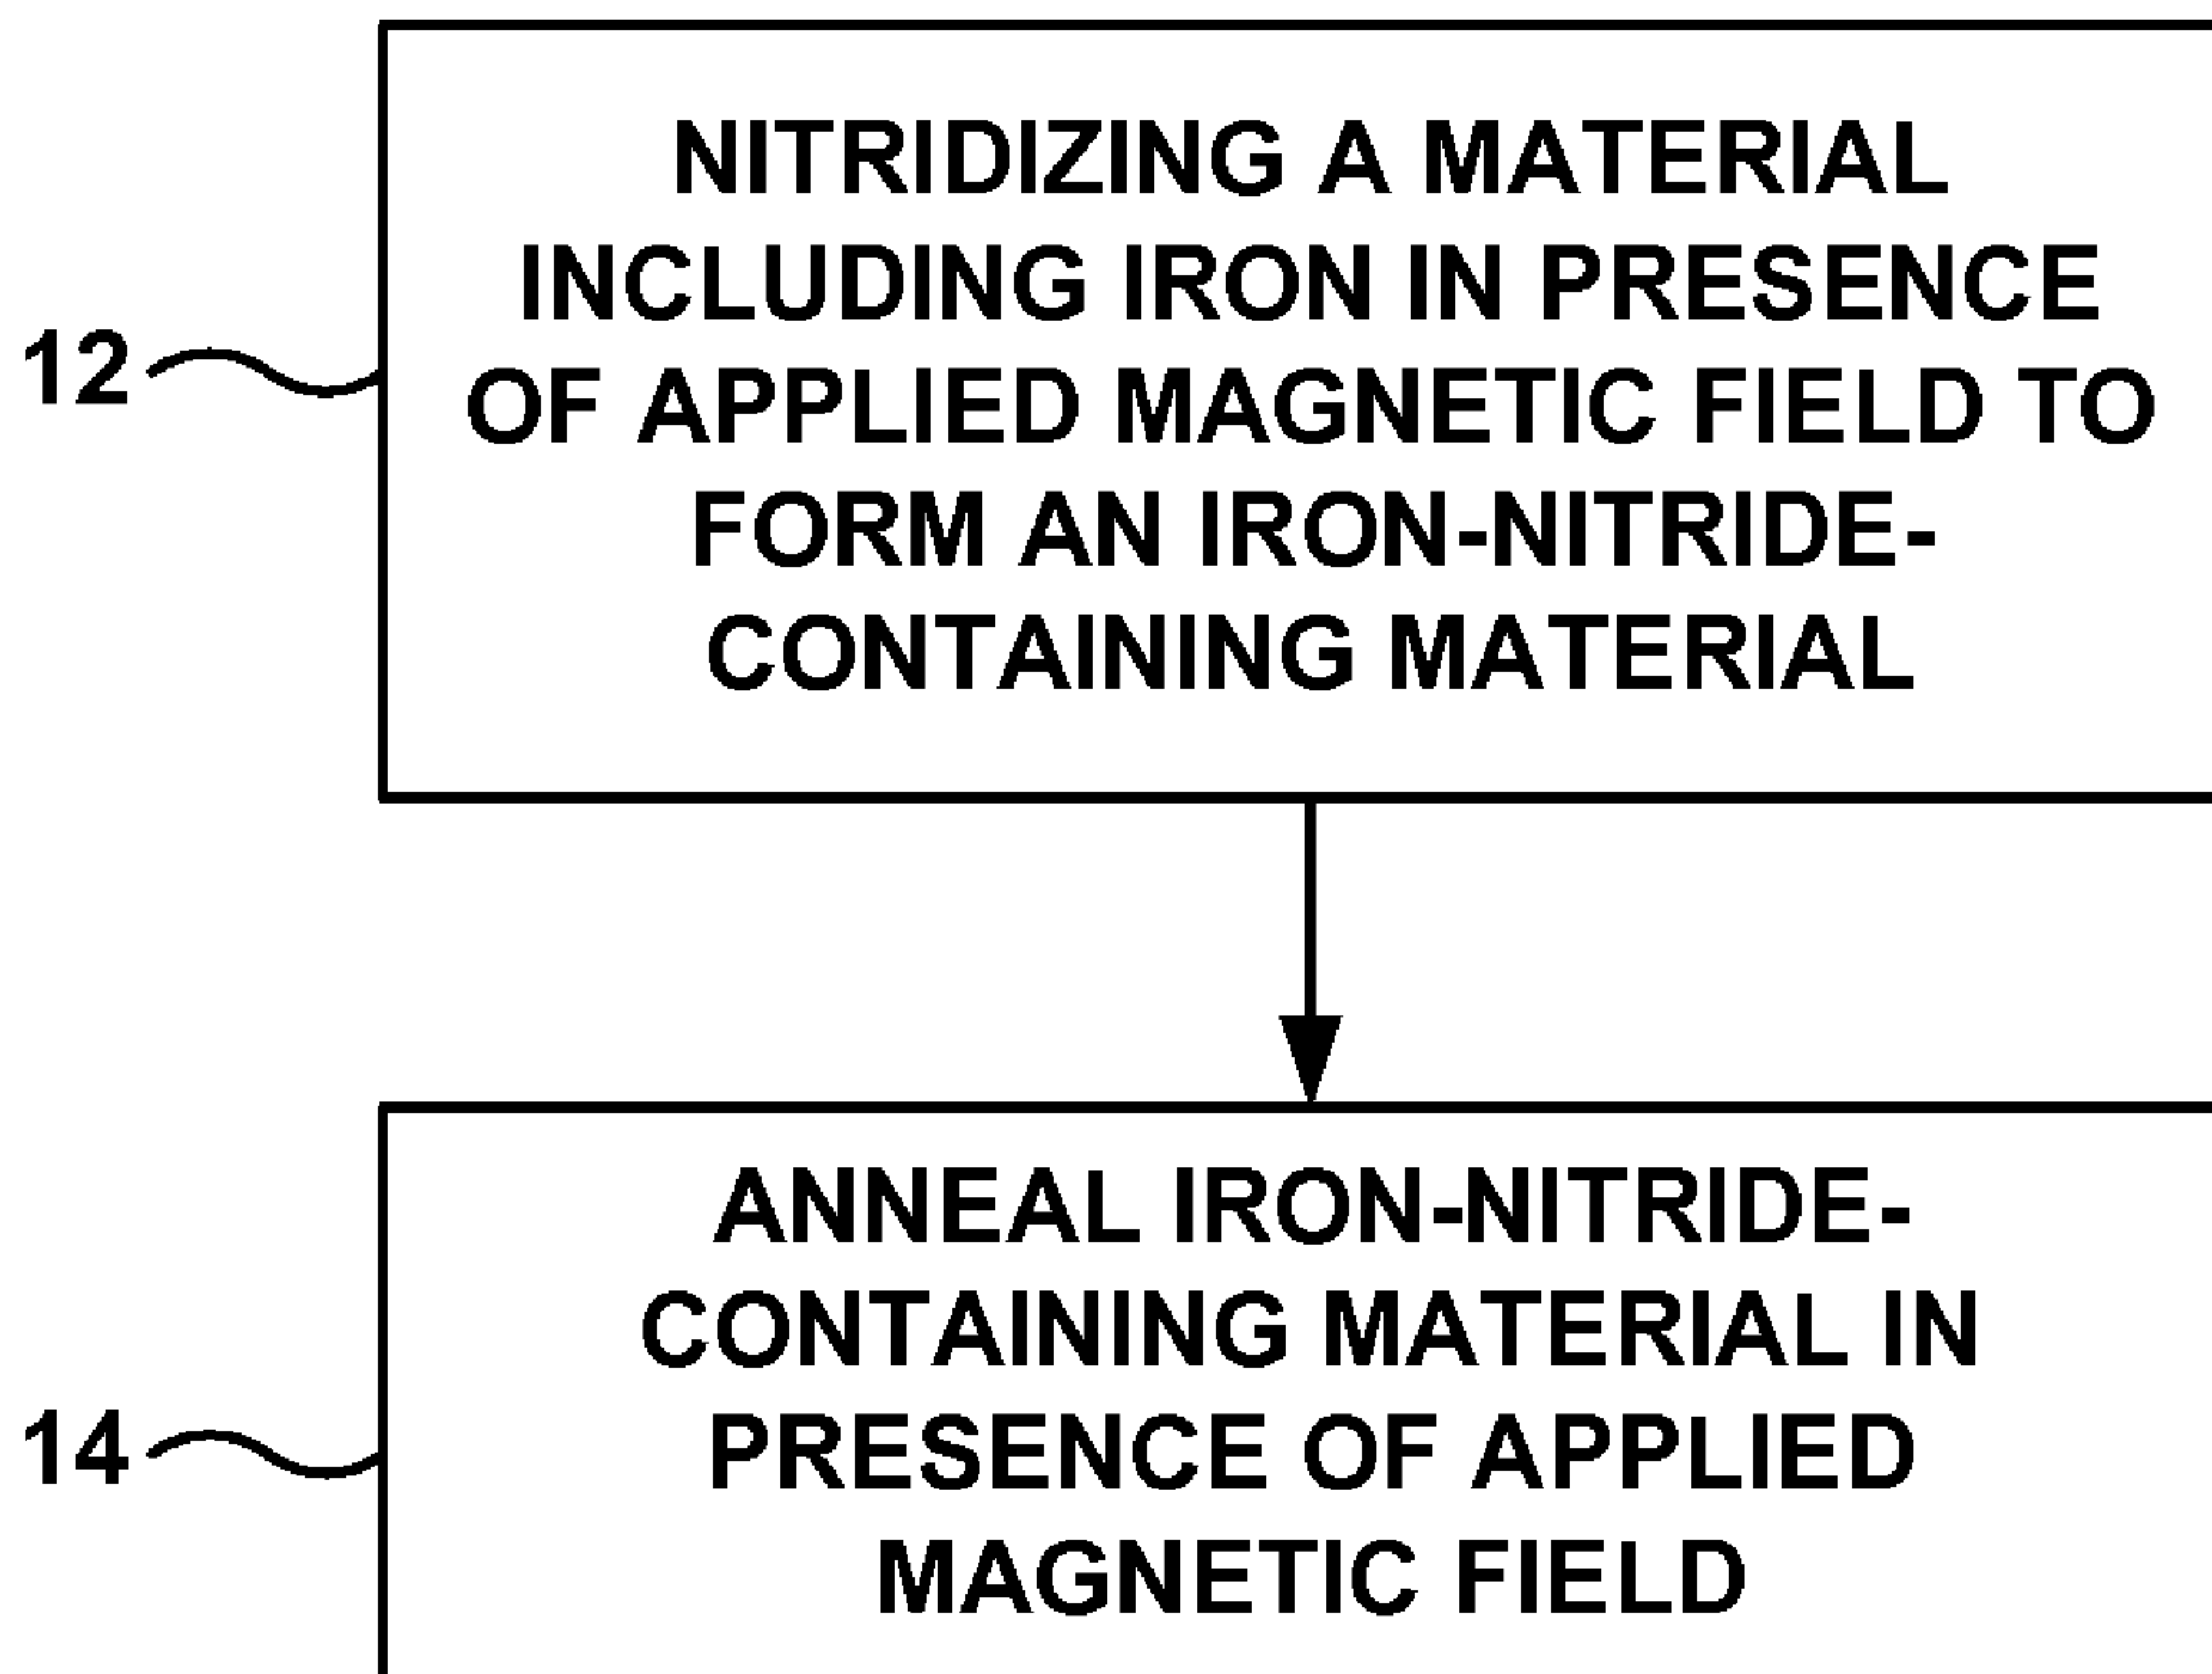 NITRIDIZING A MATERIAL
INCLUDING IRON IN PRESENCE
12
OF APPLIED MAGNETIC FIELD TO
FORM AN IRON-NITRIDE-
CONTAINING MATERIAL
ANNEAL IRON-NITRIDE-
CONTAINING MATERIAL IN
14
PRESENCE OF APPLIED
MAGNETIC FIELD